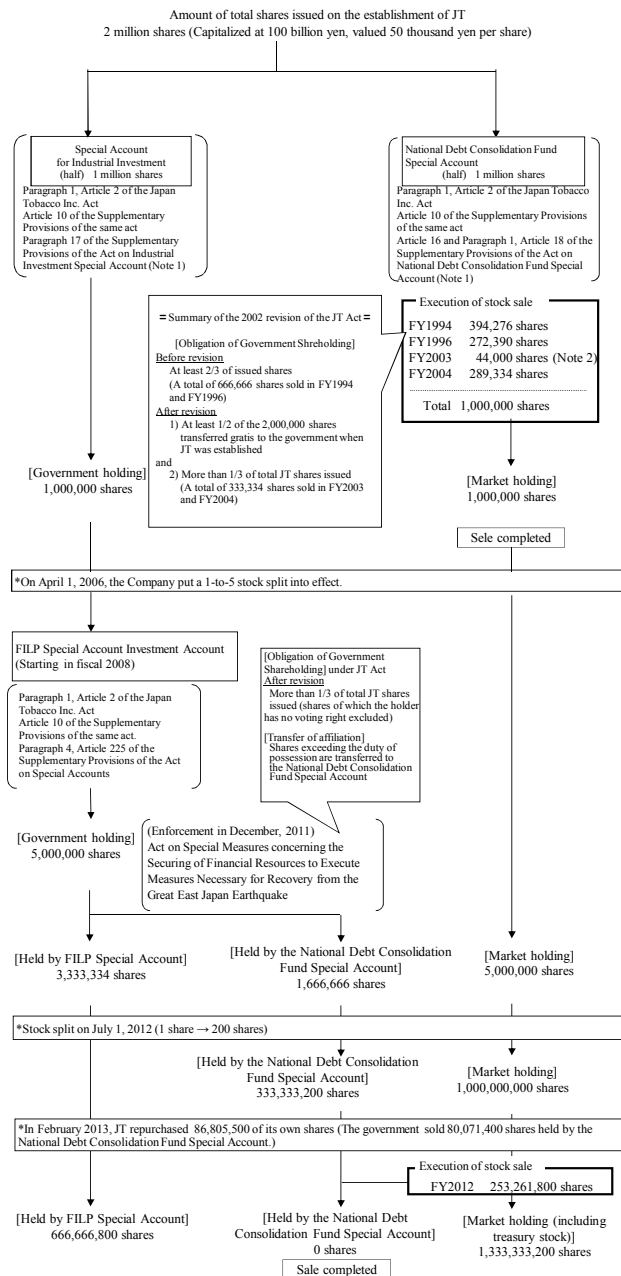 Amount of total shares issued on the establishment of JT
2 million shares (Capitalized at 100 billion yen, valued 50 thousand yen per share)
Special Account
for Industrial Investment
(half)  1 million shares
Paragraph 1, Article 2 of the Japan
Tobacco Inc. Act
Article 10 of the Supplementary
Provisions of the same act
Paragraph 17 of the Supplementary
Provisions of the Act on Industrial
Investment Special Account (Note 1)
National Debt Consolidation Fund
Special Account
(half)  1 million shares
Paragraph 1, Article 2 of the Japan Tobacco
Inc. Act
Article 10 of the Supplementary Provisions
of the same act
Article 16 and Paragraph 1, Article 18 of the
Supplementary Provisions of the Act on
National Debt Consolidation Fund Special
Account (Note 1)
= Summary of the 2002 revision of the JT Act =
[Obligation of Government Shreholding]
Before revision
At least 2/3 of issued shares
(A total of 666,666 shares sold in FY1994
and FY1996)
After revision
1) At least 1/2 of the 2,000,000 shares
transferred gratis to the government when
JT was established
and
2) More than 1/3 of total JT shares issued
(A total of 333,334 shares sold in FY2003
and FY2004)
Execution of stock sale
FY1994  394,276 shares
FY1996  272,390 shares
FY2003  44,000 shares (Note 2)
FY2004  289,334 shares
Total  1,000,000 shares
[Government holding]
1,000,000 shares
[Market holding]
1,000,000 shares
Sele completed
*On April 1, 2006, the Company put a 1-to-5 stock split into effect.
FILP Special Account Investment Account
(Starting in fiscal 2008)
Paragraph 1, Article 2 of the Japan
Tobacco Inc. Act
Article 10 of the Supplementary
Provisions of the same act.
Paragraph 4, Article 225 of the
Supplementary Provisions of the Act
on Special Accounts
[Obligation of Government
Shareholding] under JT Act
After revision
More than 1/3 of total JT shares
issued (shares of which the holder
has no voting right excluded)
[Transfer of affiliation]
Shares exceeding the duty of
possession are transferred to
the National Debt Consolidation
Fund Special Account
[Government holding]
5,000,000 shares
(Enforcement in December, 2011)
Act on Special Measures concerning the
Securing of Financial Resources to Execute
Measures Necessary for Recovery from the
Great East Japan Earthquake
[Held by FILP Special Account]
3,333,334 shares
[Held by the National Debt Consolidation
Fund Special Account]
1,666,666 shares
[Market holding]
5,000,000 shares
*Stock split on July 1, 2012 (1 share → 200 shares)
[Held by the National Debt Consolidation
Fund Special Account]
333,333,200 shares
[Market holding]
1,000,000,000 shares
*In February 2013, JT repurchased 86,805,500 of its own shares (The government sold 80,071,400 shares held by the
National Debt Consolidation Fund Special Account.)
Execution of stock sale
FY2012  253,261,800 shares
[Held by FILP Special Account]
666,666,800 shares
[Held by the National Debt
Consolidation Fund Special Account]
0 shares
[Market holding (including
treasury stock)]
1,333,333,200 shares
Sale completed